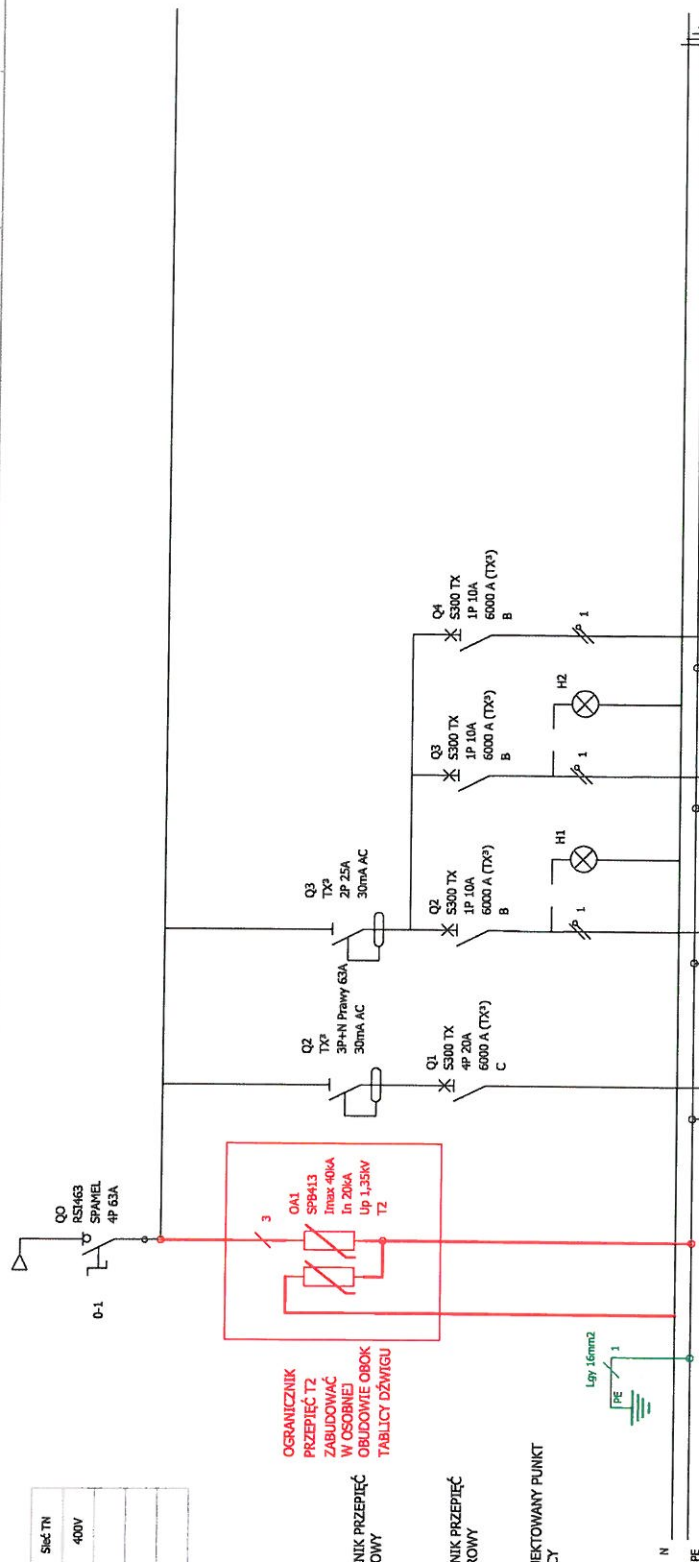 Sieć TN
400V
Q0
RSI463
SPAMEL
4P 63A
0-1
OGRANICZNIK
PRZEPIĘĆ T2
ZABUDOWAĆ
W OSOBNEJ
OBUDOWIE OBOK
TABLICY DŹWIGU
3
OA1
SPB413
Imax 40kA
In 20kA
Up 1,35kV
T2
NIK PRZEPIĘĆ
OWY
NIK PRZEPIĘĆ
ROWY
EKTOWANY PUNKT
CY
Lgy 16mm2
1
PE
N
PE
Q2
TX³
3P+N Prawy 63A
30mA AC
Q1
S300 TX
4P 20A
6000 A (TX³)
C
Q3
TX³
2P 25A
30mA AC
Q2
S300 TX
1P 10A
6000 A (TX³)
B
1
H1
Q3
S300 TX
1P 10A
6000 A (TX³)
B
1
H2
Q4
S300 TX
1P 10A
6000 A (TX³)
B
1